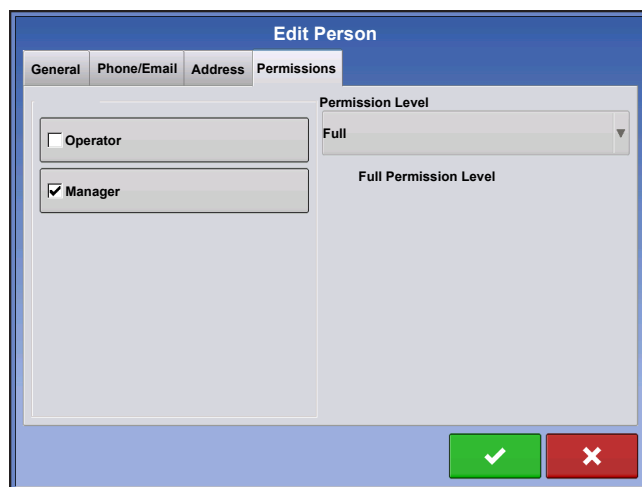 Edit Person
General
Phone/Email
Address
Permissions
Permission Level
Operator
Full
Manager
Full Permission Level